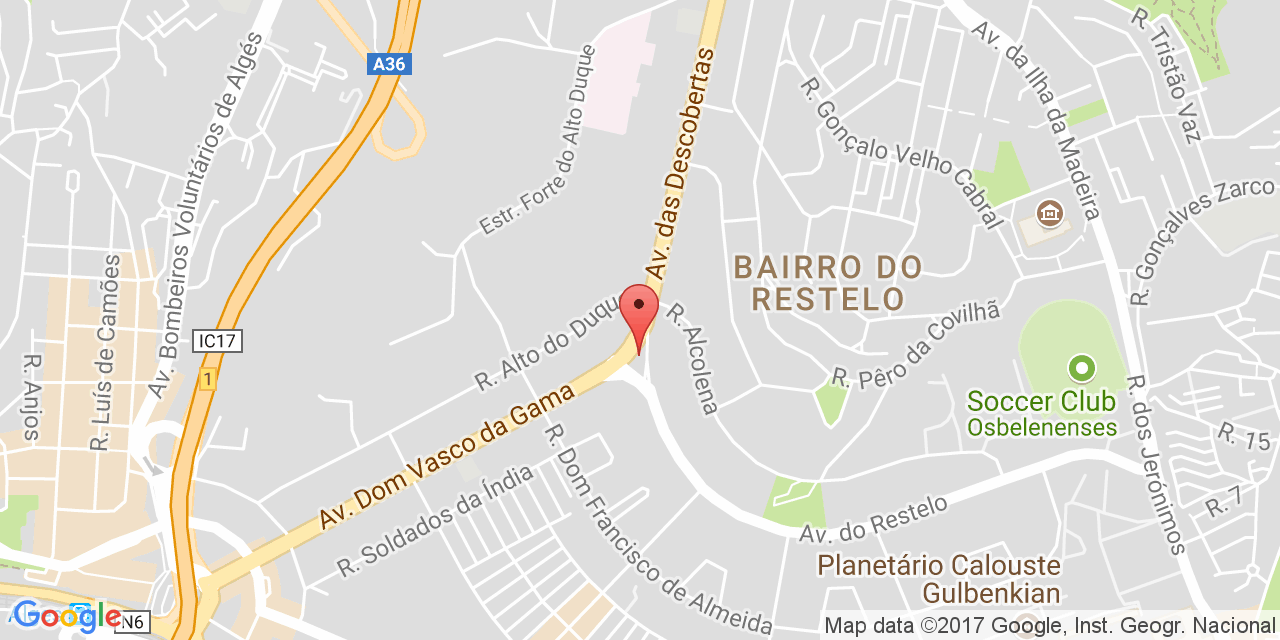 A36
Av. Bombeiros Voluntários de Algés
Estr. Forte do Alto Duque
Av. das Descobertas
R. Tristão Vaz
Av. da Ilha da Madeira
R. Gonçalo Velho Cabral
R. Gonçalves Zarco
BAIRRO DO
RESTELO
R. Luís de Camões
R. Anjos
IC17
1
R. Alto do Duqu
R. Alcolena
R. Pêro da Covilhã
Soccer Club
Osbelenenses
R. dos Jerónimos
R. 15
R. 7
Av. Dom Vasco da Gama
R. Soldados da Índia
R. Dom Francisco de Almeida
Av. do Restelo
Planetário Calouste
Gulbenkian
Google
N6
Map data ©2017 Google, Inst. Geogr. Nacional